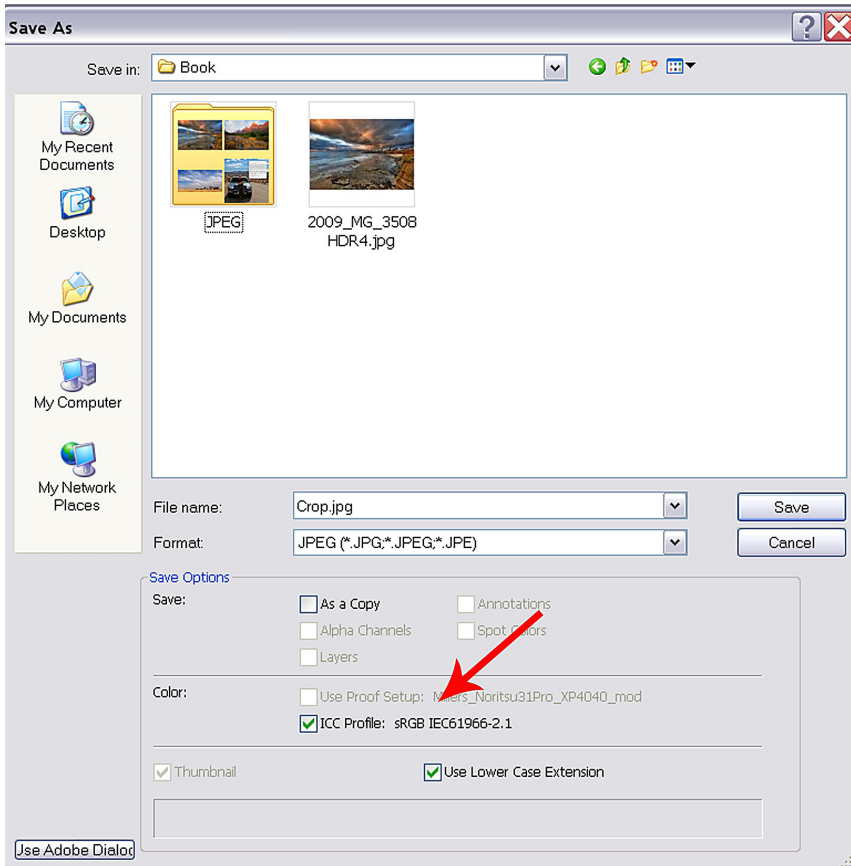 Save As
Save in:
Book
My Recent
Documents
Desktop
My Documents
My Computer
My Network
Places
JPEG
2009_MG_3508
HDR4.jpg
File name:
Crop.jpg
Save
Format:
JPEG (*.JPG;*.JPEG;*.JPE)
Cancel
Save Options
Save:
As a Copy
Annotations
Alpha Channels
Spot Colors
Layers
Color:
Use Proof Setup: Millers_Noritsu31Pro_XP4040_mod
ICC Profile: sRGB IEC61966-2.1
Thumbnail
Use Lower Case Extension
Use Adobe Dialog